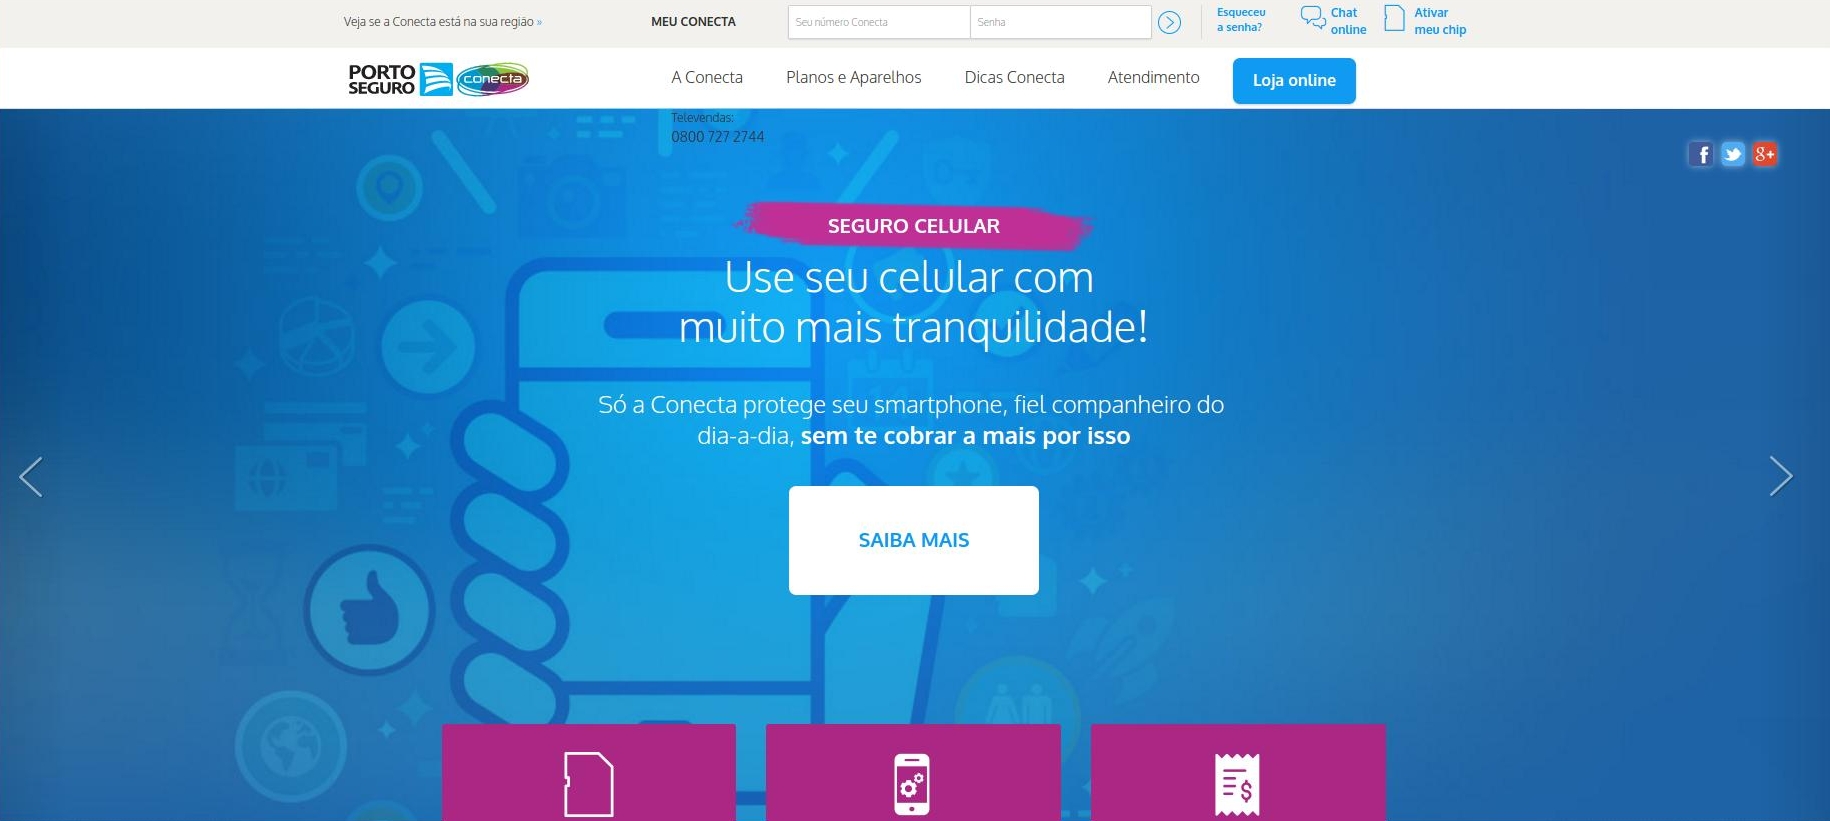 Veja se a Conecta está na sua região »
MEU CONECTA
Seu número Conecta
Senha
Esqueceu
a senha?
Chat
online
Ativar
meu chip
PORTO
SEGURO
conecta
A Conecta
Planos e Aparelhos
Dicas Conecta
Atendimento
Loja online
Televendas:
0800 727 2744
f
8+
SEGURO CELULAR
Use seu celular com
muito mais tranquilidade!
Só a Conecta protege seu smartphone, fiel companheiro do
dia-a-dia, sem te cobrar a mais por isso
SAIBA MAIS
$